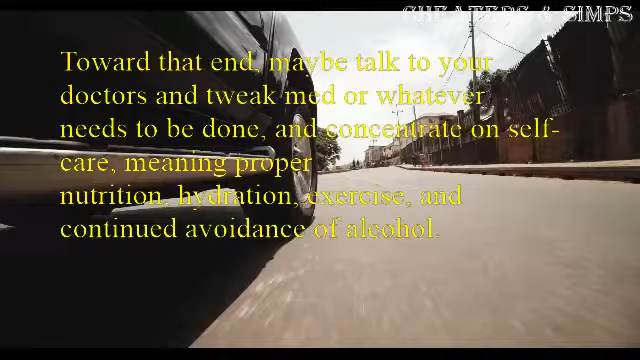 CHEATERS & SIMPS
Toward that end, maybe talk to your
doctors and tweak med or whatever
needs to be done, and concentrate on self-
care, meaning proper
nutrition, hydration, exercise, and
continued avoidance of alcohol.